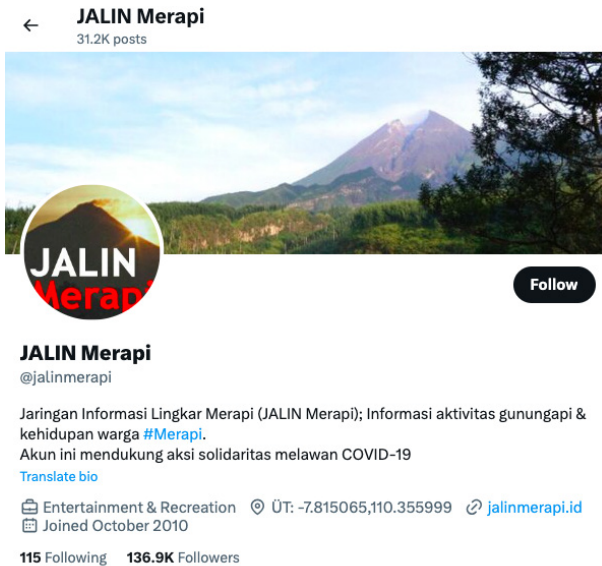 JALIN Merapi
31.2K posts
JALIN
Merapi
Follow
JALIN Merapi
@jalinmerapi
Jaringan Informasi Lingkar Merapi (JALIN Merapi); Informasi aktivitas gunungapi &
kehidupan warga #Merapi.
Akun ini mendukung aksi solidaritas melawan COVID-19
Translate bio
Entertainment & Recreation ÜT: -7.815065,110.355999 jalinmerapi.id
Joined October 2010
115 Following 136.9K Followers